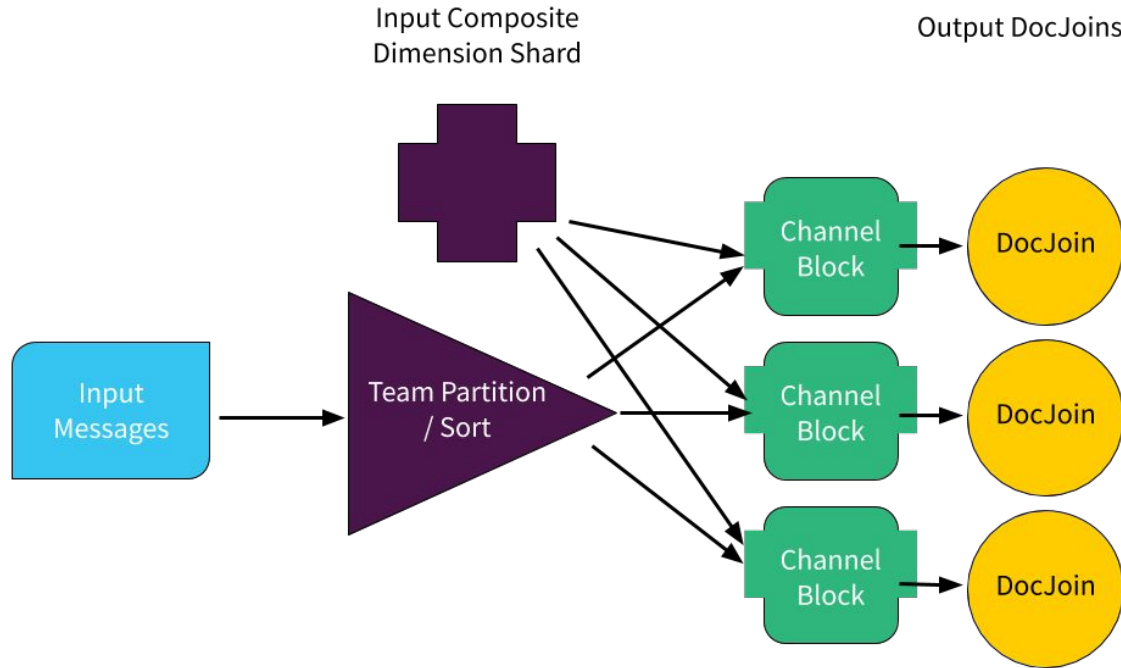 Input Composite
Dimension Shard
Output DocJoins
Input
Messages
Team Partition
/ Sort
Channel
Block
DocJoin
Channel
Block
DocJoin
Channel
Block
DocJoin